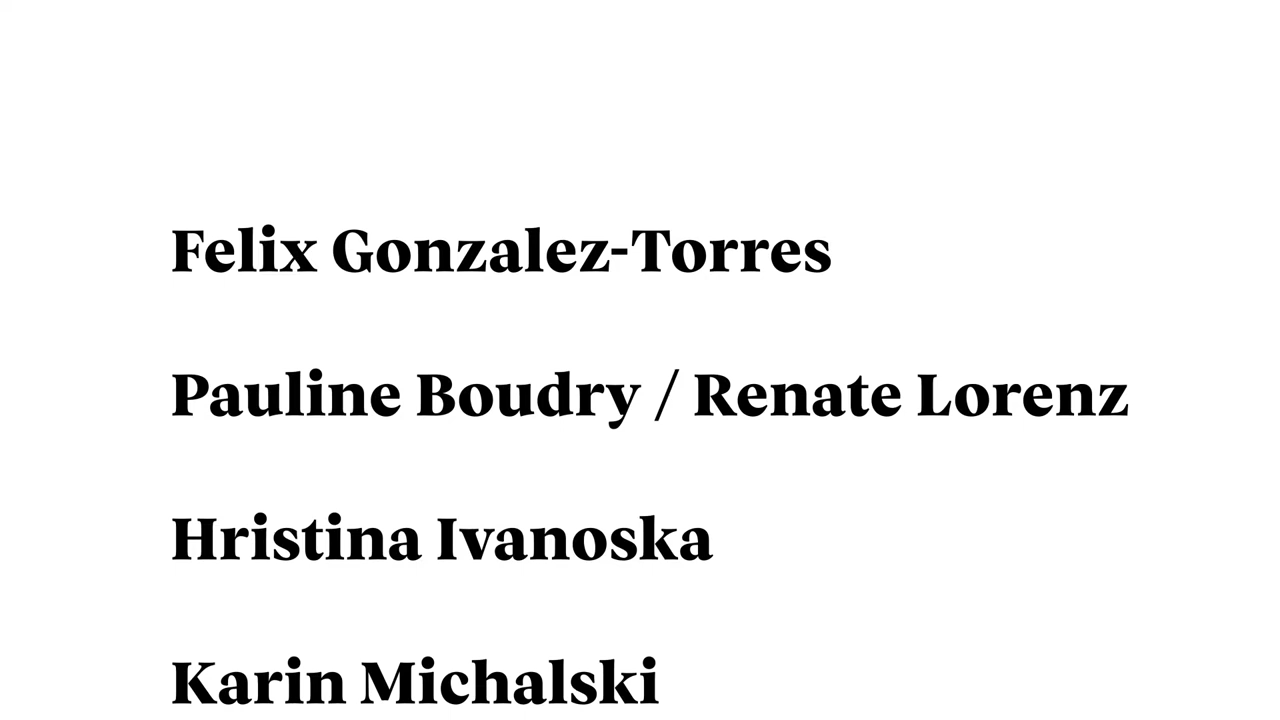 Felix Gonzalez-Torres
Pauline Boudry / Renate Lorenz
Hristina Ivanoska
Karin Michalski